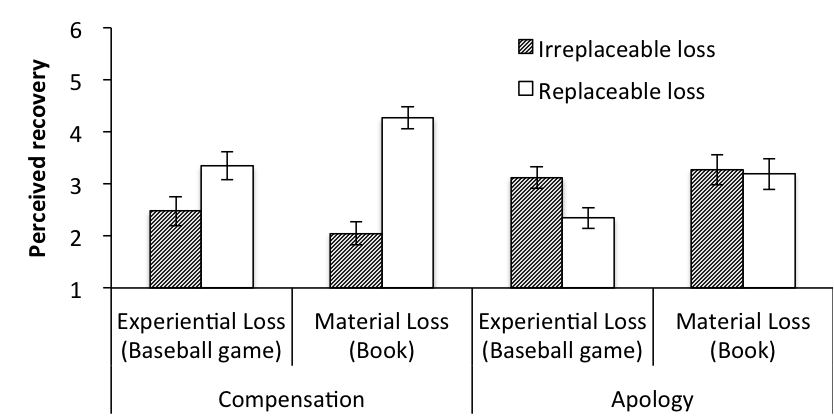 Perceived recovery
6
5
4
3
2
1
Irreplaceable loss
Replaceable loss
Experiential Loss
(Baseball game)
Material Loss
(Book)
Experiential Loss
(Baseball game)
Material Loss
(Book)
Compensation
Apology